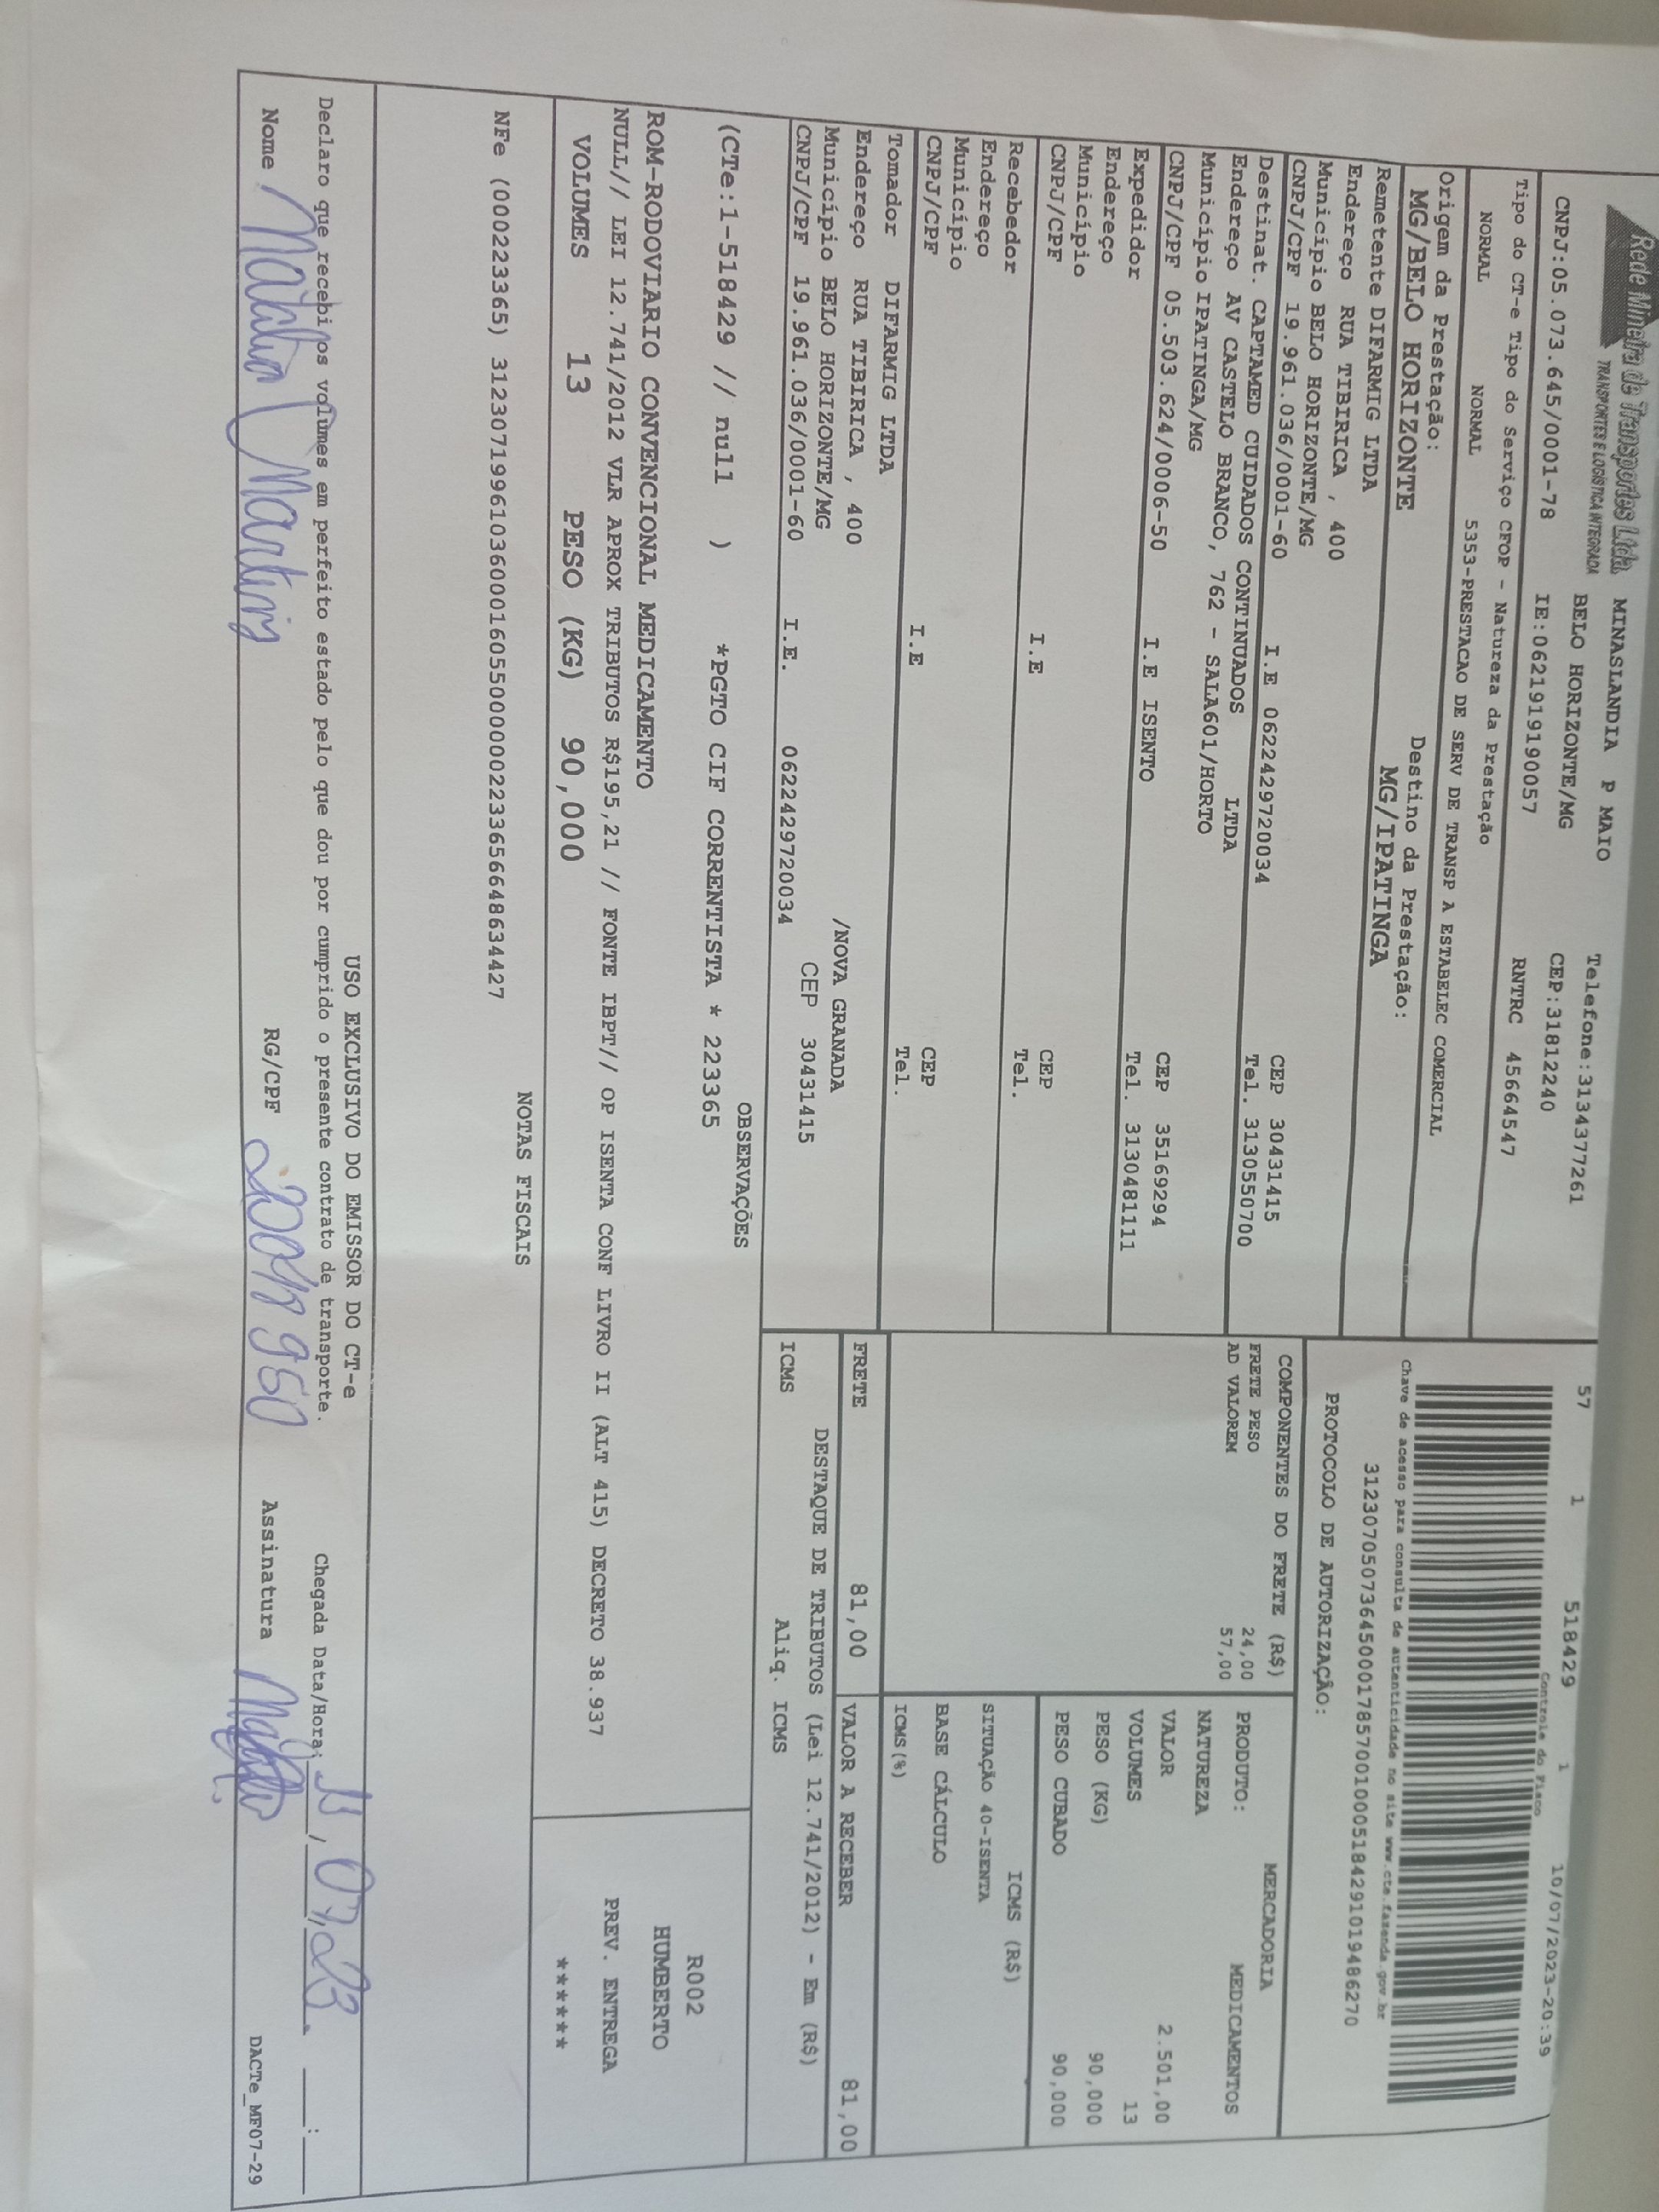 Rede Mineira de Transportes Ltda.
TRANSPORTES E LOGÍSTICA INTEGRADA
MINASLANDIA P MAIO
BELO HORIZONTE/MG
Telefone:3134377261
CEP:31812240
CNPJ:05.073.645/0001-78 IE:0621919190057 RNTRC 45664547
57 1 518429 1 10/07/2023-20:39
Controle do Fisco
Tipo do CT-e Tipo do Serviço CFOP - Natureza da Prestação
NORMAL NORMAL 5353-PRESTACAO DE SERV DE TRANSP A ESTABELEC COMERCIAL
Chave de acesso para consulta de autenticidade no site www.cte.fazenda.gov.br
31230705073645000178570010005184291019486270
PROTOCOLO DE AUTORIZAÇÃO:
Origem da Prestação: Destino da Prestação:
MG/BELO HORIZONTE MG/IPATINGA
Remetente DIFARMIG LTDA
Endereço RUA TIBIRICA , 400
Município BELO HORIZONTE/MG CEP 30431415
CNPJ/CPF 19.961.036/0001-60 I.E 0622429720034 Tel. 3130550700
Destinat. CAPTAMED CUIDADOS CONTINUADOS LTDA
Endereço AV CASTELO BRANCO, 762 - SALA601/HORTO
Município IPATINGA/MG CEP 35169294
CNPJ/CPF 05.503.624/0006-50 I.E ISENTO Tel. 3130481111
Expedidor
Endereço
Município CEP
CNPJ/CPF I.E Tel.
Recebedor
Endereço
Município CEP
CNPJ/CPF I.E Tel.
Tomador DIFARMIG LTDA
Endereço RUA TIBIRICA , 400 /NOVA GRANADA
Município BELO HORIZONTE/MG CEP 30431415
CNPJ/CPF 19.961.036/0001-60 I.E. 0622429720034
COMPONENTES DO FRETE (R$)
FRETE PESO 24,00
AD VALOREM 57,00
MERCADORIA
PRODUTO: MEDICAMENTOS
NATUREZA
VALOR 2.501,00
VOLUMES 13
PESO (KG) 90,000
PESO CUBADO 90,000
ICMS (R$)
SITUAÇÃO 40-ISENTA
BASE CÁLCULO
ICMS (%)
FRETE 81,00 VALOR A RECEBER 81,00
DESTAQUE DE TRIBUTOS (Lei 12.741/2012) - Em (R$)
ICMS Aliq. ICMS
OBSERVAÇÕES
(CTe:1-518429 // null ) *PGTO CIF CORRENTISTA * 223365
ROM-RODOVIARIO CONVENCIONAL MEDICAMENTO
NULL// LEI 12.741/2012 VLR APROX TRIBUTOS R$195,21 // FONTE IBPT// OP ISENTA CONF LIVRO II (ALT 415) DECRETO 38.937
VOLUMES 13 PESO (KG) 90,000
R002
HUMBERTO
PREV. ENTREGA
******
NOTAS FISCAIS
NFe (000223365) 31230719961036000160550000002233656648634427
USO EXCLUSIVO DO EMISSOR DO CT-e
Declaro que recebi os volumes em perfeito estado pelo que dou por cumprido o presente contrato de transporte. Chegada Data/Hora: , 07, 23. __:__
Nome Natalia Martins RG/CPF Assinatura
DACTe_MF07-29